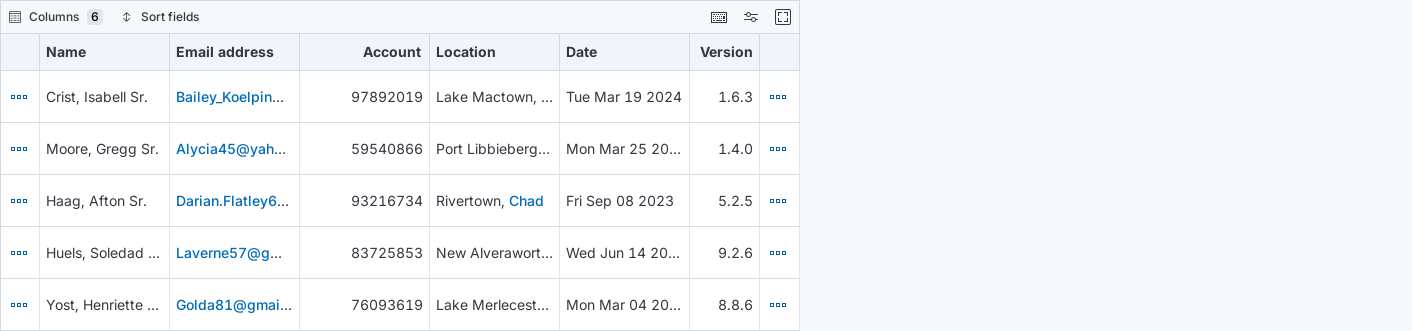 Columns 6 Sort fields
Name Email address Account Location Date Version
Crist, Isabell Sr. Bailey_Koelpin... 97892019 Lake Mactown, ... Tue Mar 19 2024 1.6.3
Moore, Gregg Sr. Alycia45@yah... 59540866 Port Libbieberg... Mon Mar 25 20... 1.4.0
Haag, Afton Sr. Darian.Flatley6... 93216734 Rivertown, Chad Fri Sep 08 2023 5.2.5
Huels, Soledad ... Laverne57@g... 83725853 New Alverawort... Wed Jun 14 20... 9.2.6
Yost, Henriette ... Golda81@gmai... 76093619 Lake Merlecest... Mon Mar 04 20... 8.8.6